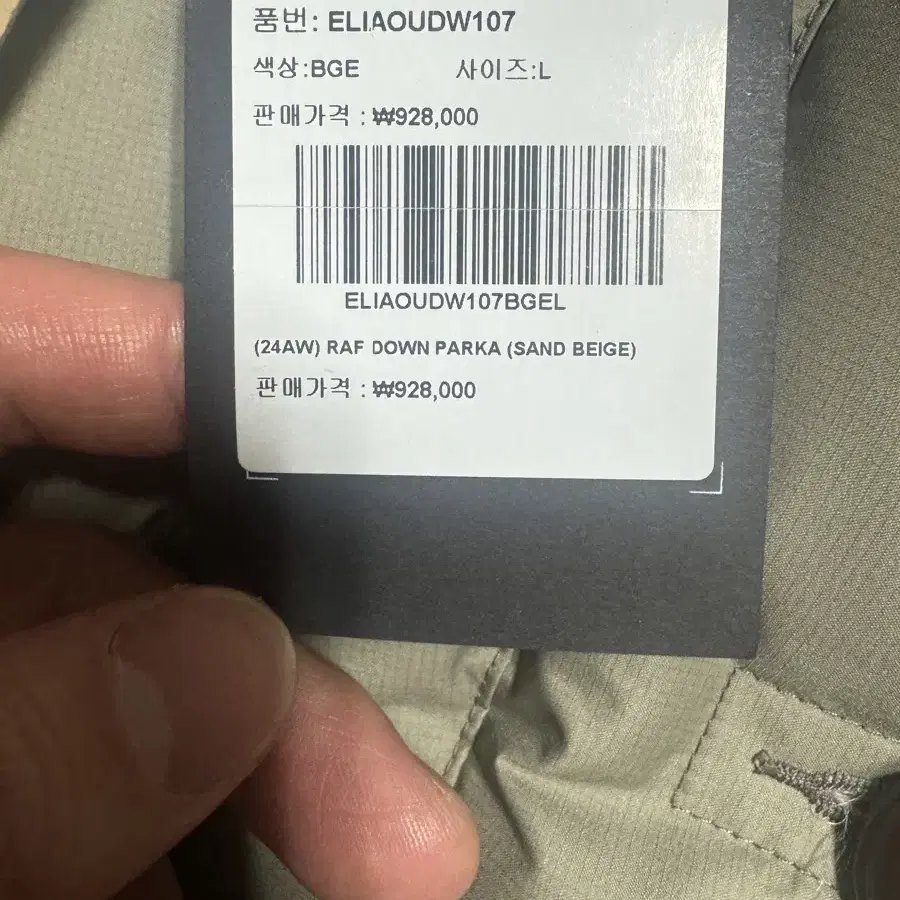 품번: ELIAOUDW107
색상:BGE 사이즈:L
판매가격 : ₩928,000
ELIAOUDW107BGEL
(24AW) RAF DOWN PARKA (SAND BEIGE)
판매가격 : ₩928,000